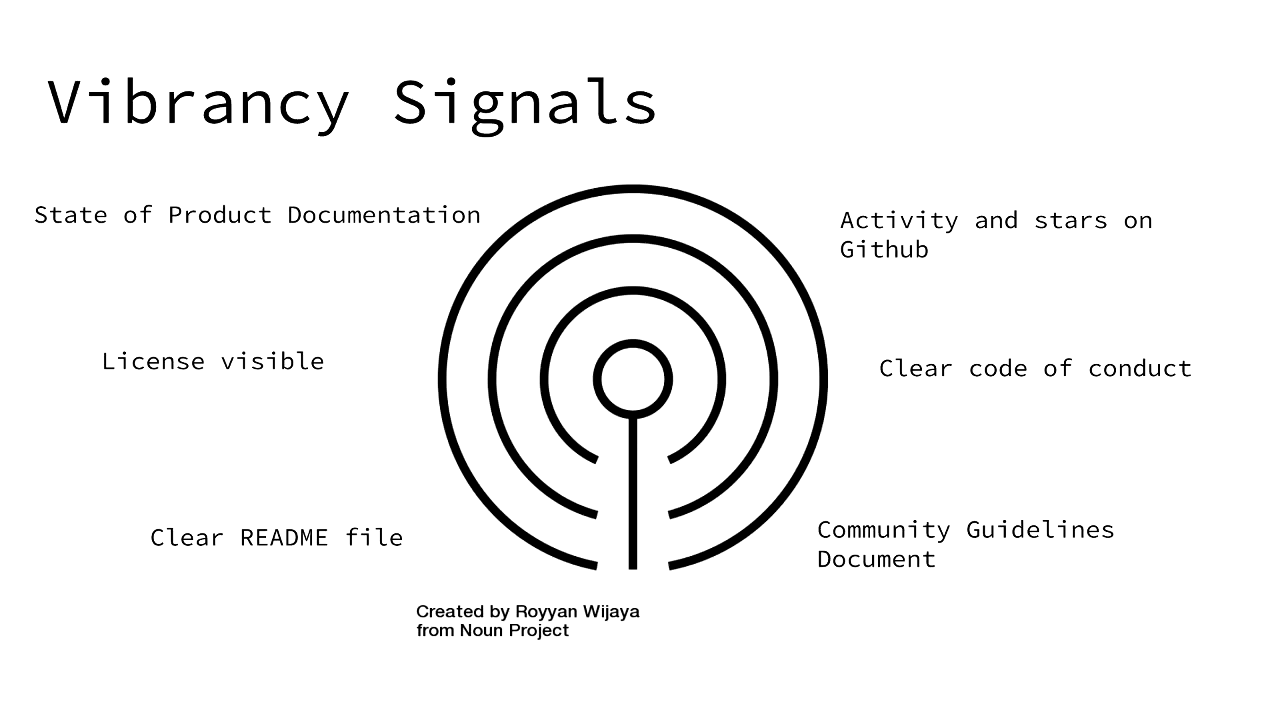 Vibrancy Signals
State of Product Documentation
Activity and stars on
Github
License visible
Clear code of conduct
Clear README file
Community Guidelines
Document
Created by Royyan Wijaya
from Noun Project